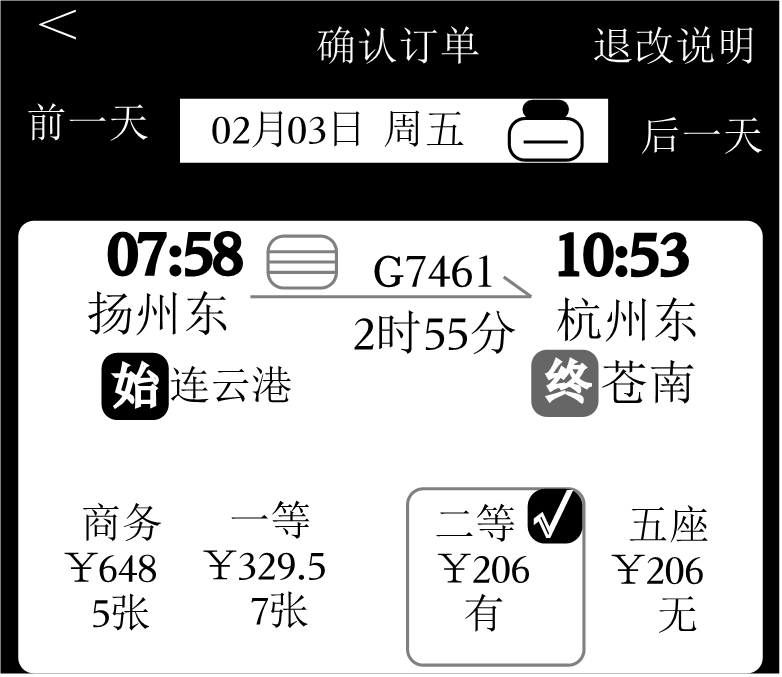 <
确认订单 退改说明
前一天 02月03日 周五 后一天
07:58 G7461 10:53
扬州东 2时55分 杭州东
始 连云港 终 苍南
商务 一等 二等 五座
¥648 ¥329.5 ¥206 ¥206
5张 7张 有 无